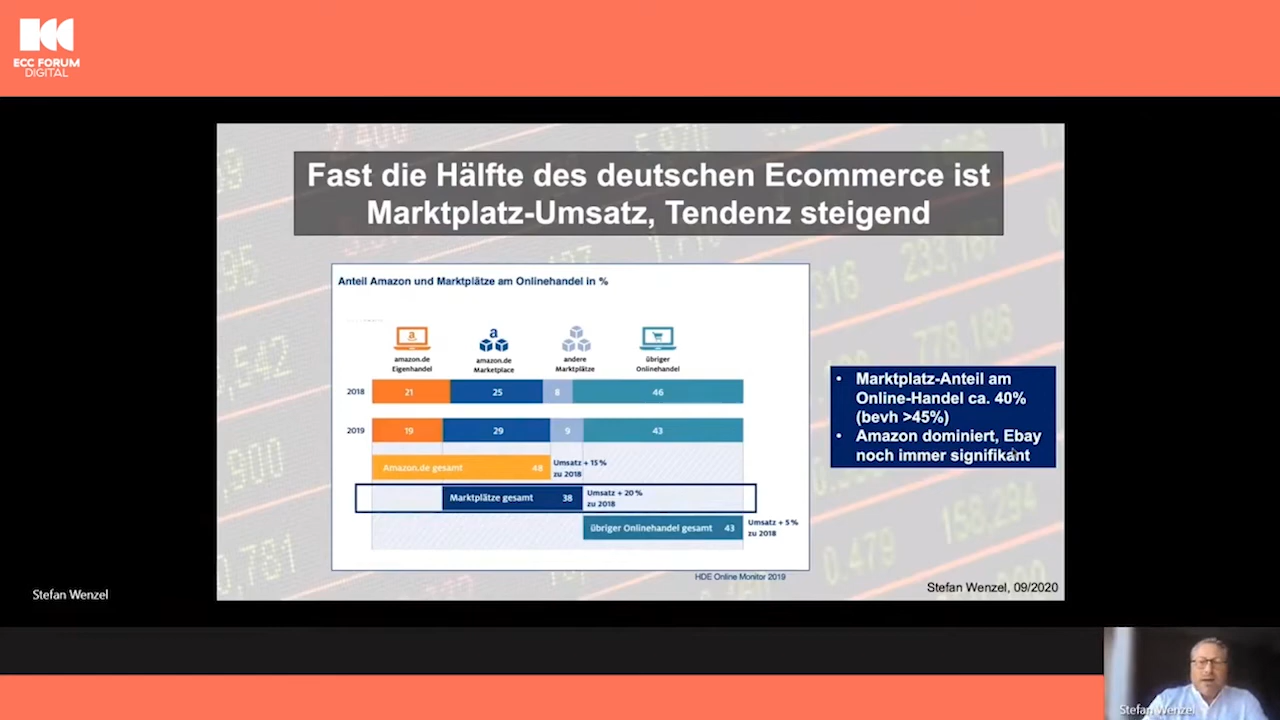 ECC FORUM
DIGITAL
Fast die Hälfte des deutschen Ecommerce ist
Marktplatz-Umsatz, Tendenz steigend
Anteil Amazon und Marktplätze am Onlinehandel in %
amazon.de
Eigenhandel
amazon.de
Marketplace
andere
Marktplätze
übriger
Onlinehandel
2018 21 25 8 46
2019 19 29 9 43
Amazon.de gesamt 48
Umsatz + 15 %
zu 2018
Marktplätze gesamt 38
Umsatz + 20 %
zu 2018
übriger Onlinehandel gesamt 43
Umsatz + 5 %
zu 2018
HDE Online Monitor 2019
• Marktplatz-Anteil am
Online-Handel ca. 40%
(bevh >45%)
• Amazon dominiert, Ebay
noch immer signifikant
Stefan Wenzel, 09/2020
Stefan Wenzel
Stefan Wenzel